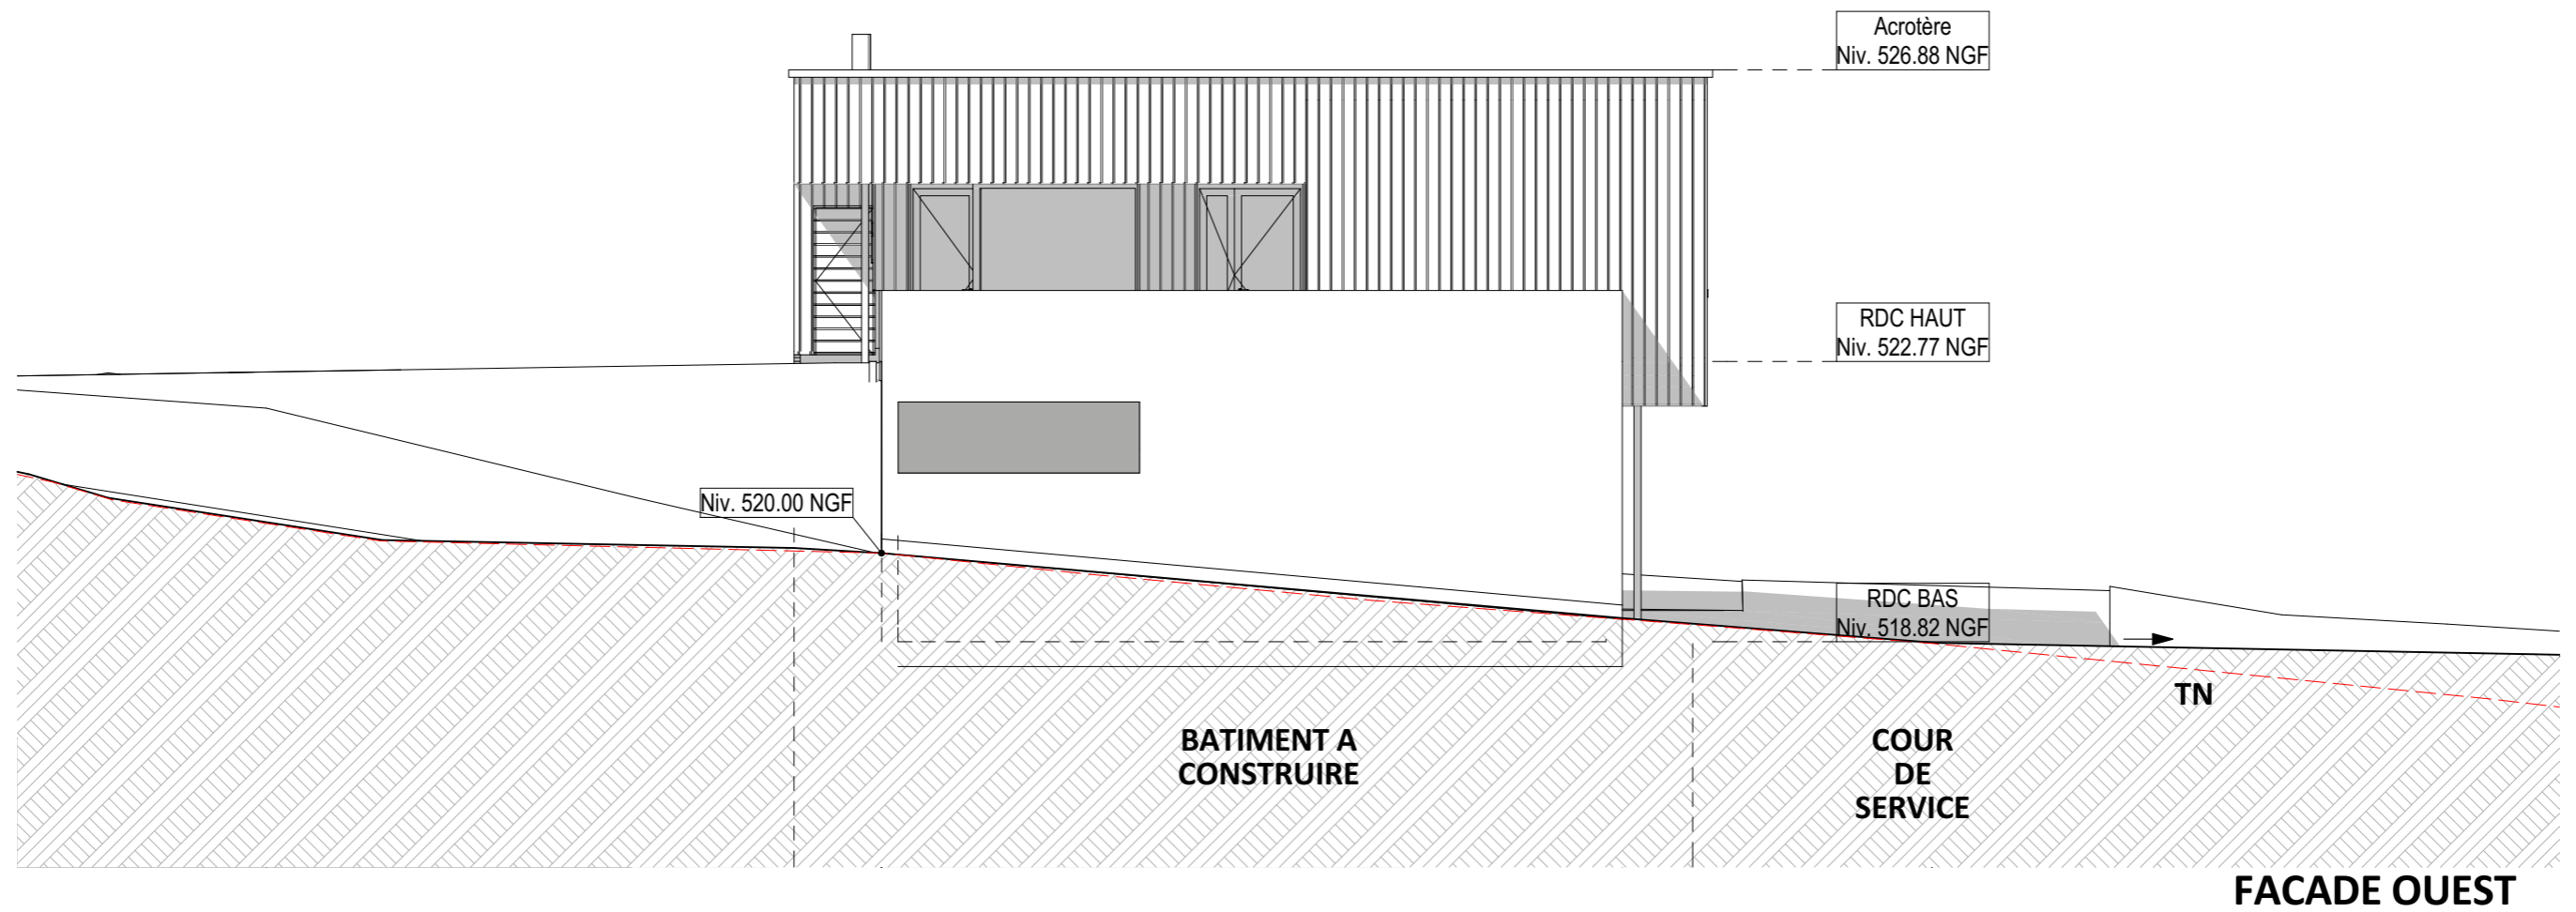 Acrotère
Niv. 526.88 NGF
RDC HAUT
Niv. 522.77 NGF
Niv. 520.00 NGF
RDC BAS
Niv. 518.82 NGF
TN
BATIMENT A
CONSTRUIRE
COUR
DE
SERVICE
FACADE OUEST